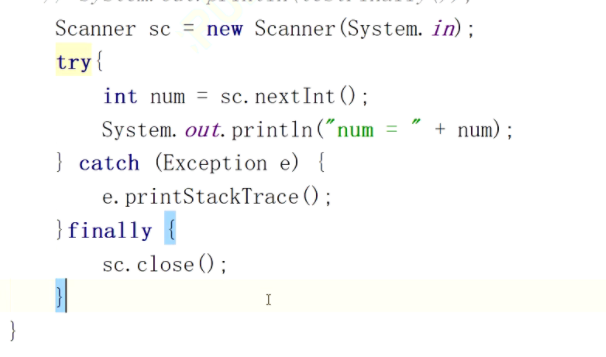 Scanner sc = new Scanner(System.in);
try{
int num = sc.nextInt();
System.out.println("num = " + num);
} catch (Exception e) {
e.printStackTrace();
}finally {
sc.close();
}
}